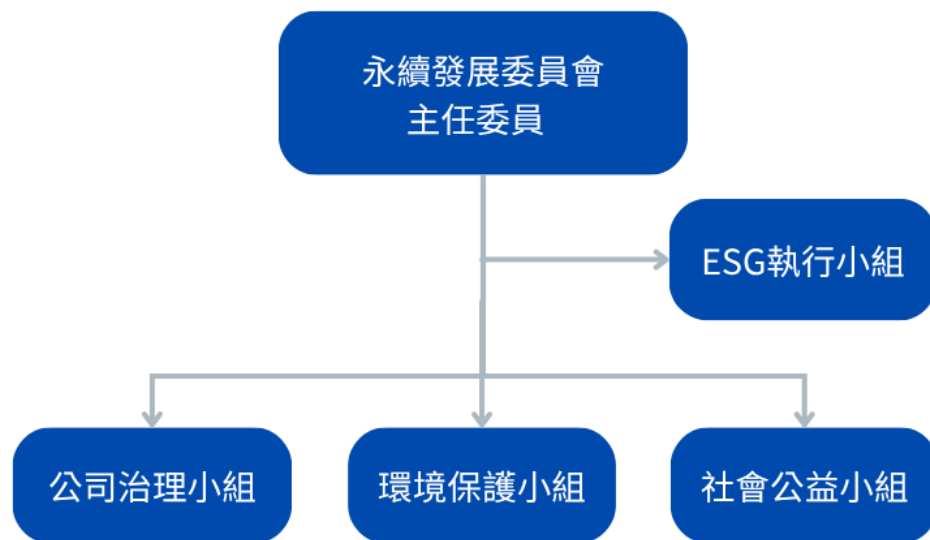 永續發展委員會
主任委員
ESG執行小組
公司治理小組
環境保護小組
社會公益小組